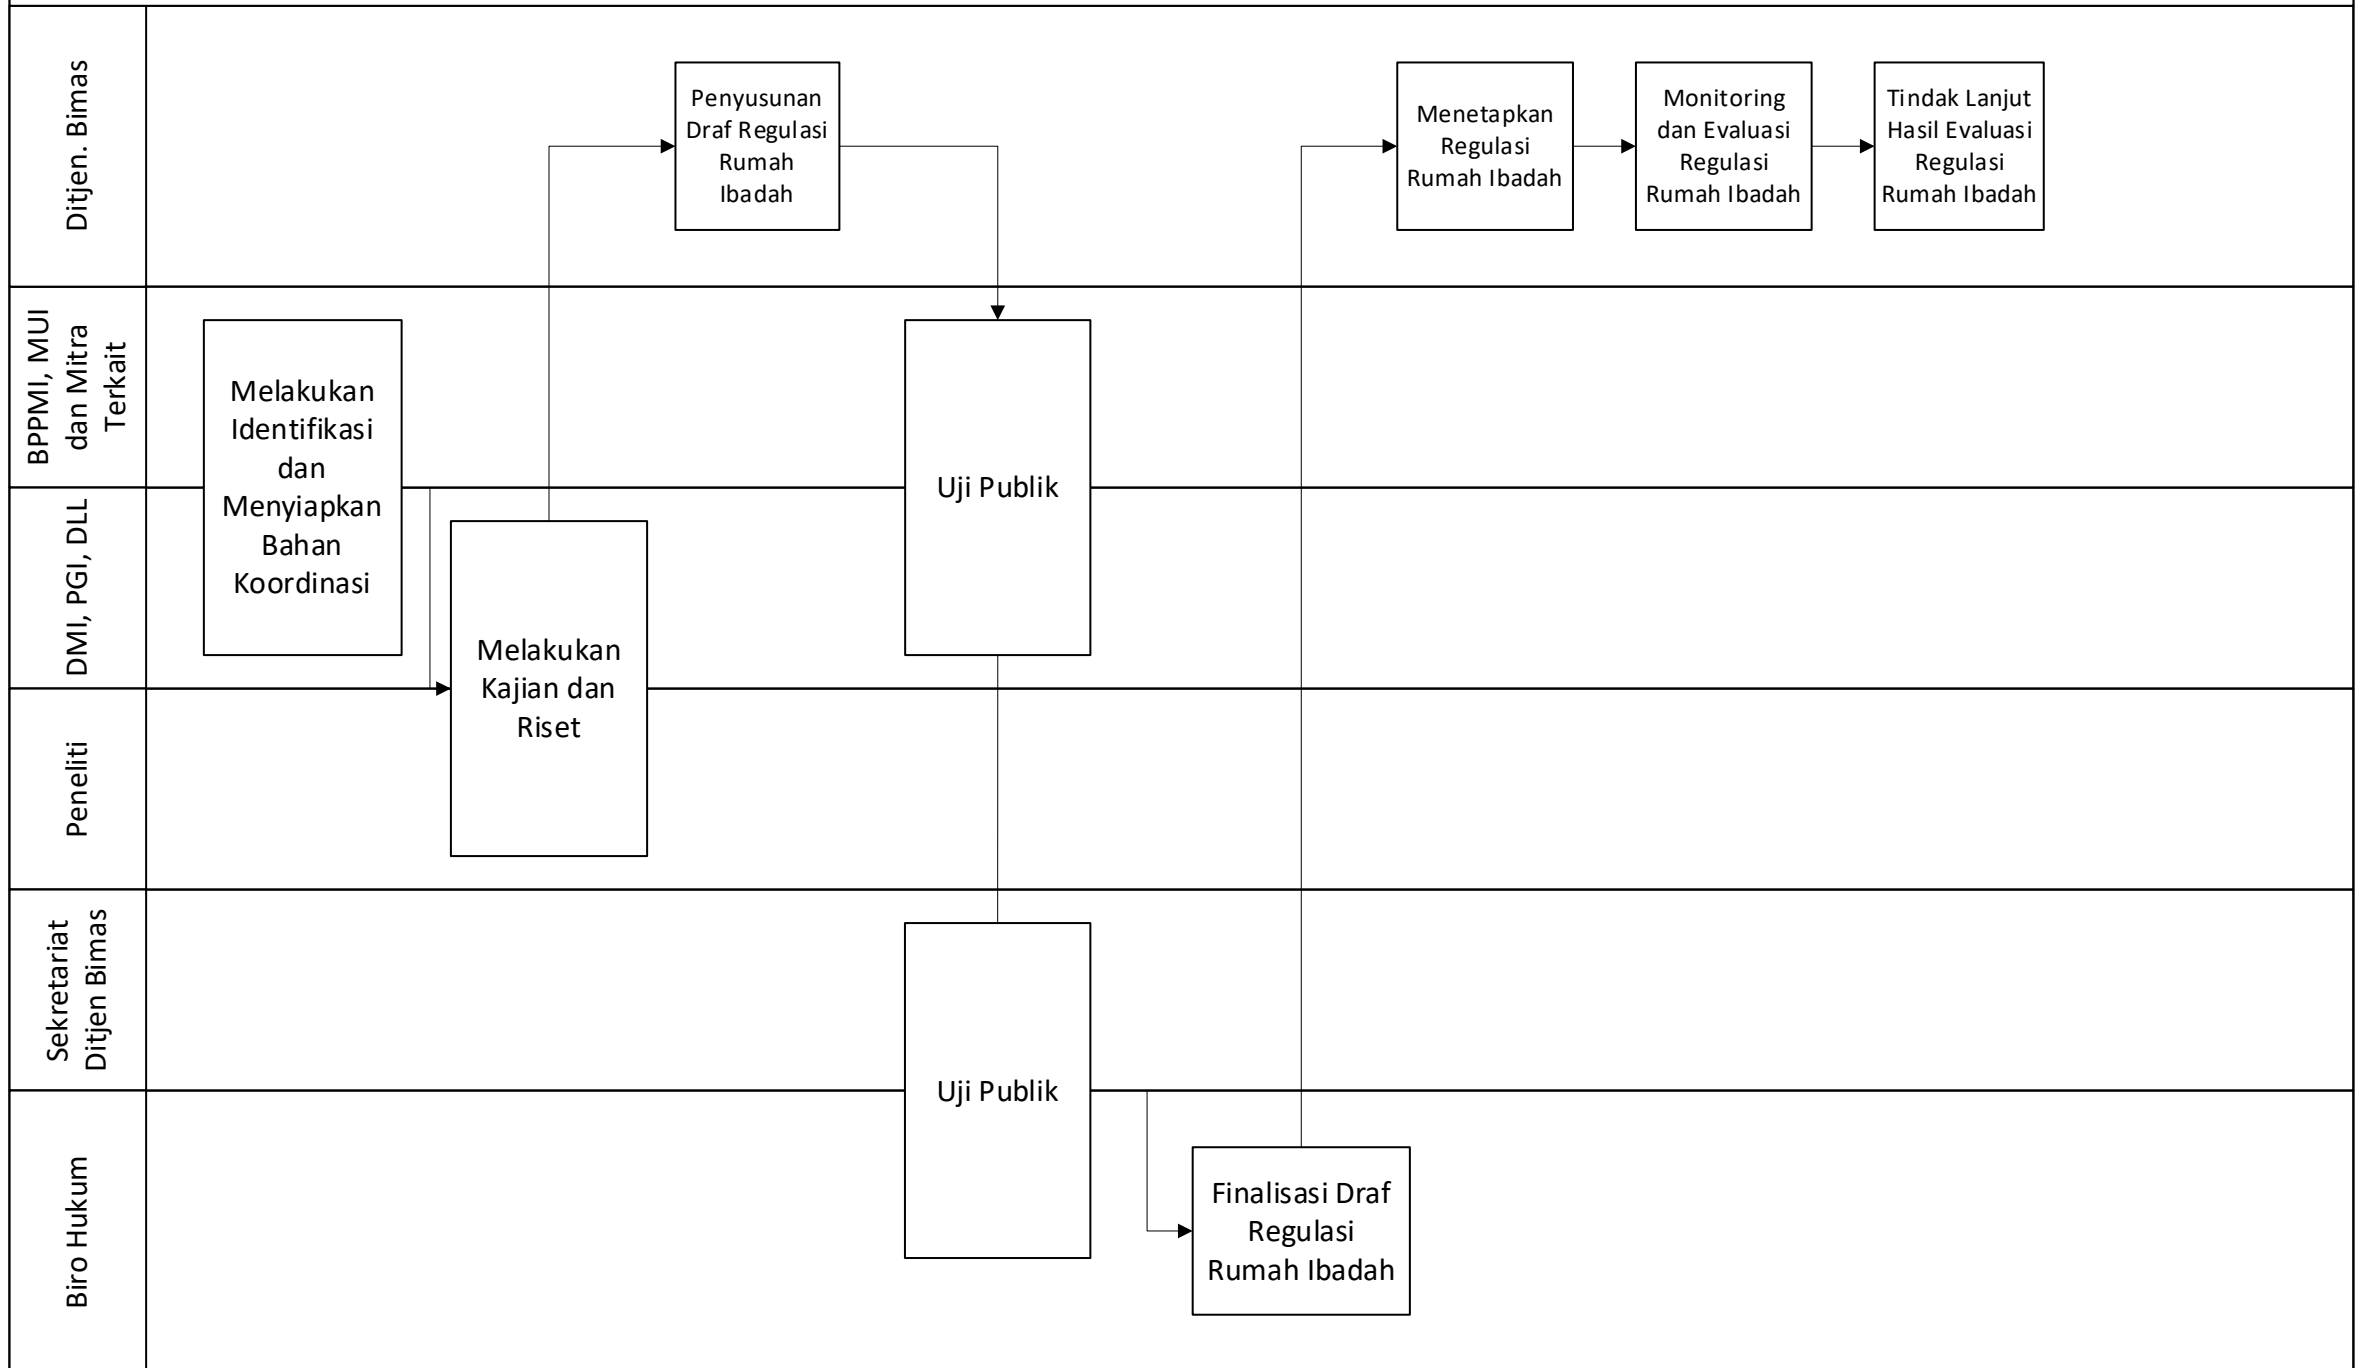 Ditjen. Bimas
Penyusunan
Draf Regulasi
Rumah
Ibadah
Menetapkan
Regulasi
Rumah Ibadah
Monitoring
dan Evaluasi
Regulasi
Rumah Ibadah
Tindak Lanjut
Hasil Evaluasi
Regulasi
Rumah Ibadah
BPPMI, MUI
dan Mitra
Terkait
Melakukan
Identifikasi
dan
Menyiapkan
Bahan
Koordinasi
Uji Publik
DMI, PGI, DLL
Melakukan
Kajian dan
Riset
Peneliti
Sekretariat
Ditjen Bimas
Uji Publik
Biro Hukum
Finalisasi Draf
Regulasi
Rumah Ibadah